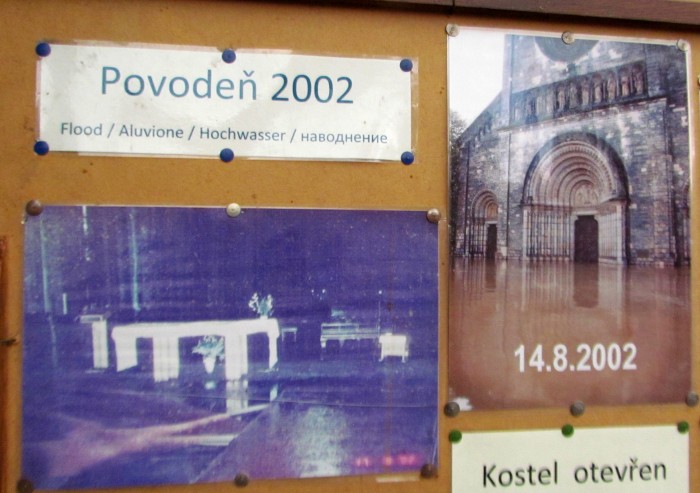 Povodeň 2002
Flood / Aluvione / Hochwasser / наводнение
14.8.2002
Kostel otevřen